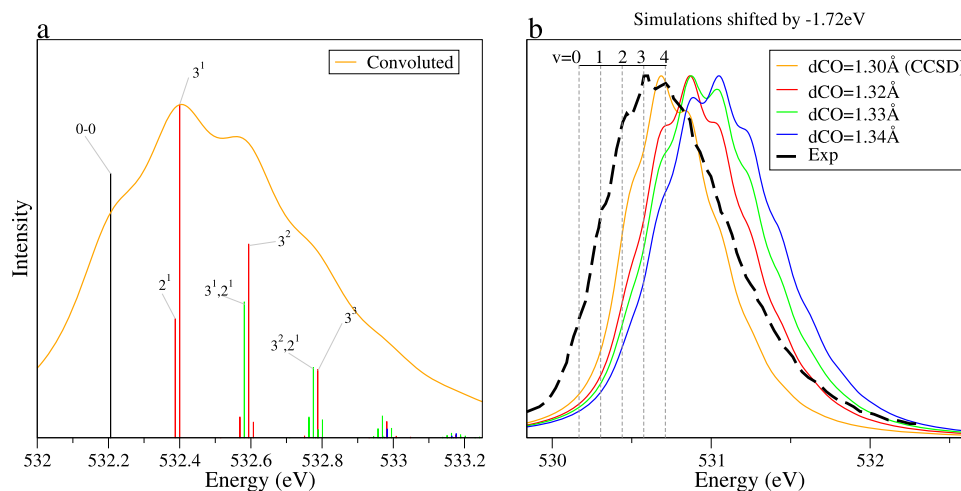 a
Intensity
Convoluted
0-0
3¹
2¹
3²
3¹,2¹
3³
3²,2¹
532
532.2
532.4
532.6
532.8
533
533.2
Energy (eV)
Simulations shifted by -1.72eV
b
v=0 1 2 3 4
dCO=1.30Å (CCSD)
dCO=1.32Å
dCO=1.33Å
dCO=1.34Å
Exp
530
531
532
Energy (eV)